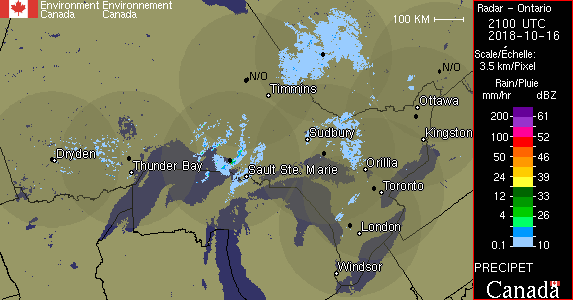 Environment Environnement
Canada Canada
100 KM
N/O
N/O
Timmins
Ottawa
Sudbury
Kingston
Dryden
Thunder Bay
Sault Ste. Marie
Orillia
Toronto
London
Windsor
Radar - Ontario
2100 UTC
2018-10-16
Scale/Échelle:
3.5 km/Pixel
Rain/Pluie
mm/hr dBZ
200 61
100 52
50 46
24 39
12 33
4 26
1 20
0.1 10
PRECIPET
Canada